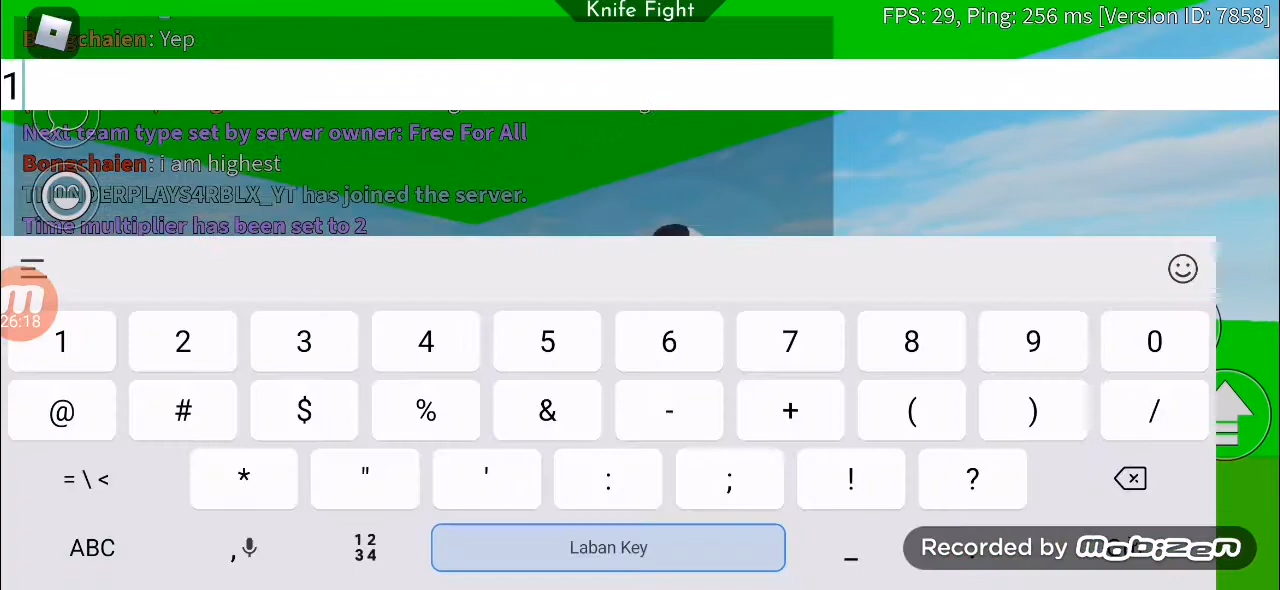 Knife Fight
FPS: 29, Ping: 256 ms [Version ID: 7858]
chaien: Yep
1
Next team type set by server owner: Free For All
Bongchaien: i am highest
THUNDERPLAYS4RBLX_YT has joined the server.
Time multiplier has been set to 2
26:18
1 2 3 4 5 6 7 8 9 0
@ # $ % & - + ( ) /
= \ < * " ' : ; ! ?
ABC , 12 34 Laban Key _
Recorded by mobizen